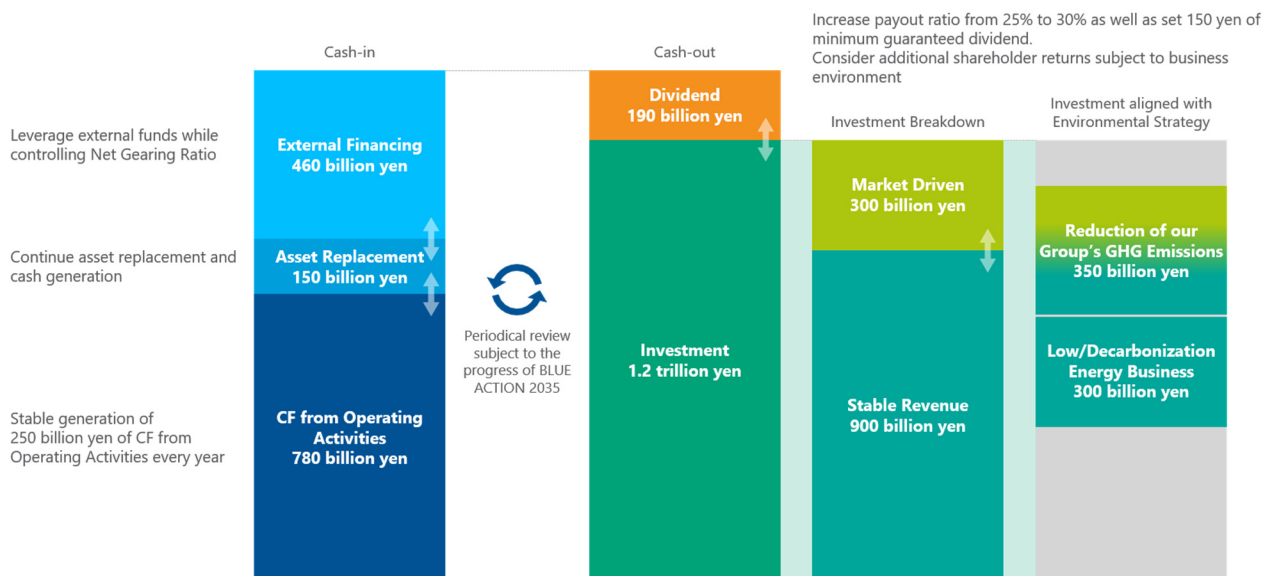 Increase payout ratio from 25% to 30% as well as set 150 yen of
minimum guaranteed dividend.
Consider additional shareholder returns subject to business
environment
Cash-in
Cash-out
Investment Breakdown
Investment aligned with
Environmental Strategy
Leverage external funds while
controlling Net Gearing Ratio
External Financing
460 billion yen
Dividend
190 billion yen
Market Driven
300 billion yen
Reduction of our
Group's GHG Emissions
350 billion yen
Continue asset replacement and
cash generation
Asset Replacement
150 billion yen
Periodical review
subject to the
progress of BLUE
ACTION 2035
Investment
1.2 trillion yen
Low/Decarbonization
Energy Business
300 billion yen
Stable generation of
250 billion yen of CF from
Operating Activities every year
CF from Operating
Activities
780 billion yen
Stable Revenue
900 billion yen